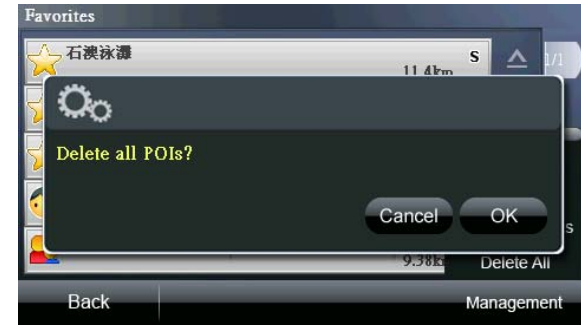 Favorites
石澳泳灘
S
11.4km
1/1
Delete all POIs?
Cancel
OK
s
9.38k
Delete All
Back
Management